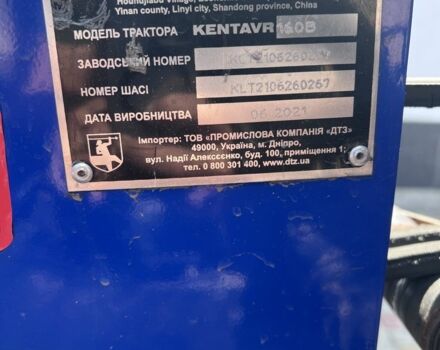 Yinan county, Linyi city, Shandong province, China
МОДЕЛЬ ТРАКТОРА KENTAVR 160B
ЗАВОДСЬКИЙ НОМЕР
НОМЕР ШАСІ KLT2106260267
ДАТА ВИРОБНИЦТВА 06.2021
Імпортер: ТОВ «ПРОМИСЛОВА КОМПАНІЯ «ДТЗ»
49000, Україна, м. Дніпро,
вул. Надії Алексєєнко, буд. 100, приміщення 1;
тел. 0 800 301 400, www.dtz.ua